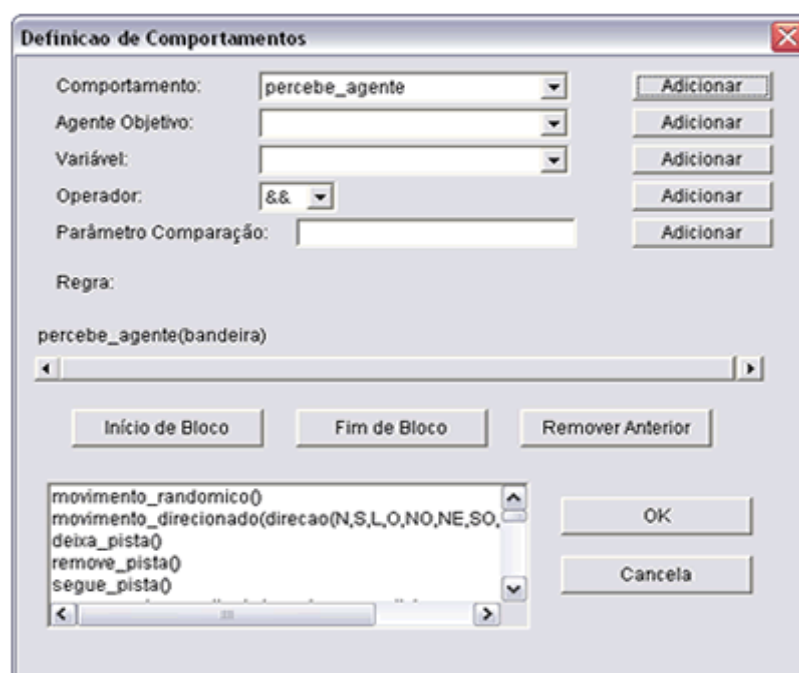 Definicao de Comportamentos
Comportamento: percebe_agente Adicionar
Agente Objetivo: Adicionar
Variável: Adicionar
Operador: && Adicionar
Parâmetro Comparação: Adicionar
Regra:
percebe_agente(bandeira)
Início de Bloco Fim de Bloco Remover Anterior
movimento_randomico()
movimento_direcionado(direcao(N,S,L,O,NO,NE,SO,
deixa_pista()
remove_pista()
segue_pista()
OK
Cancela